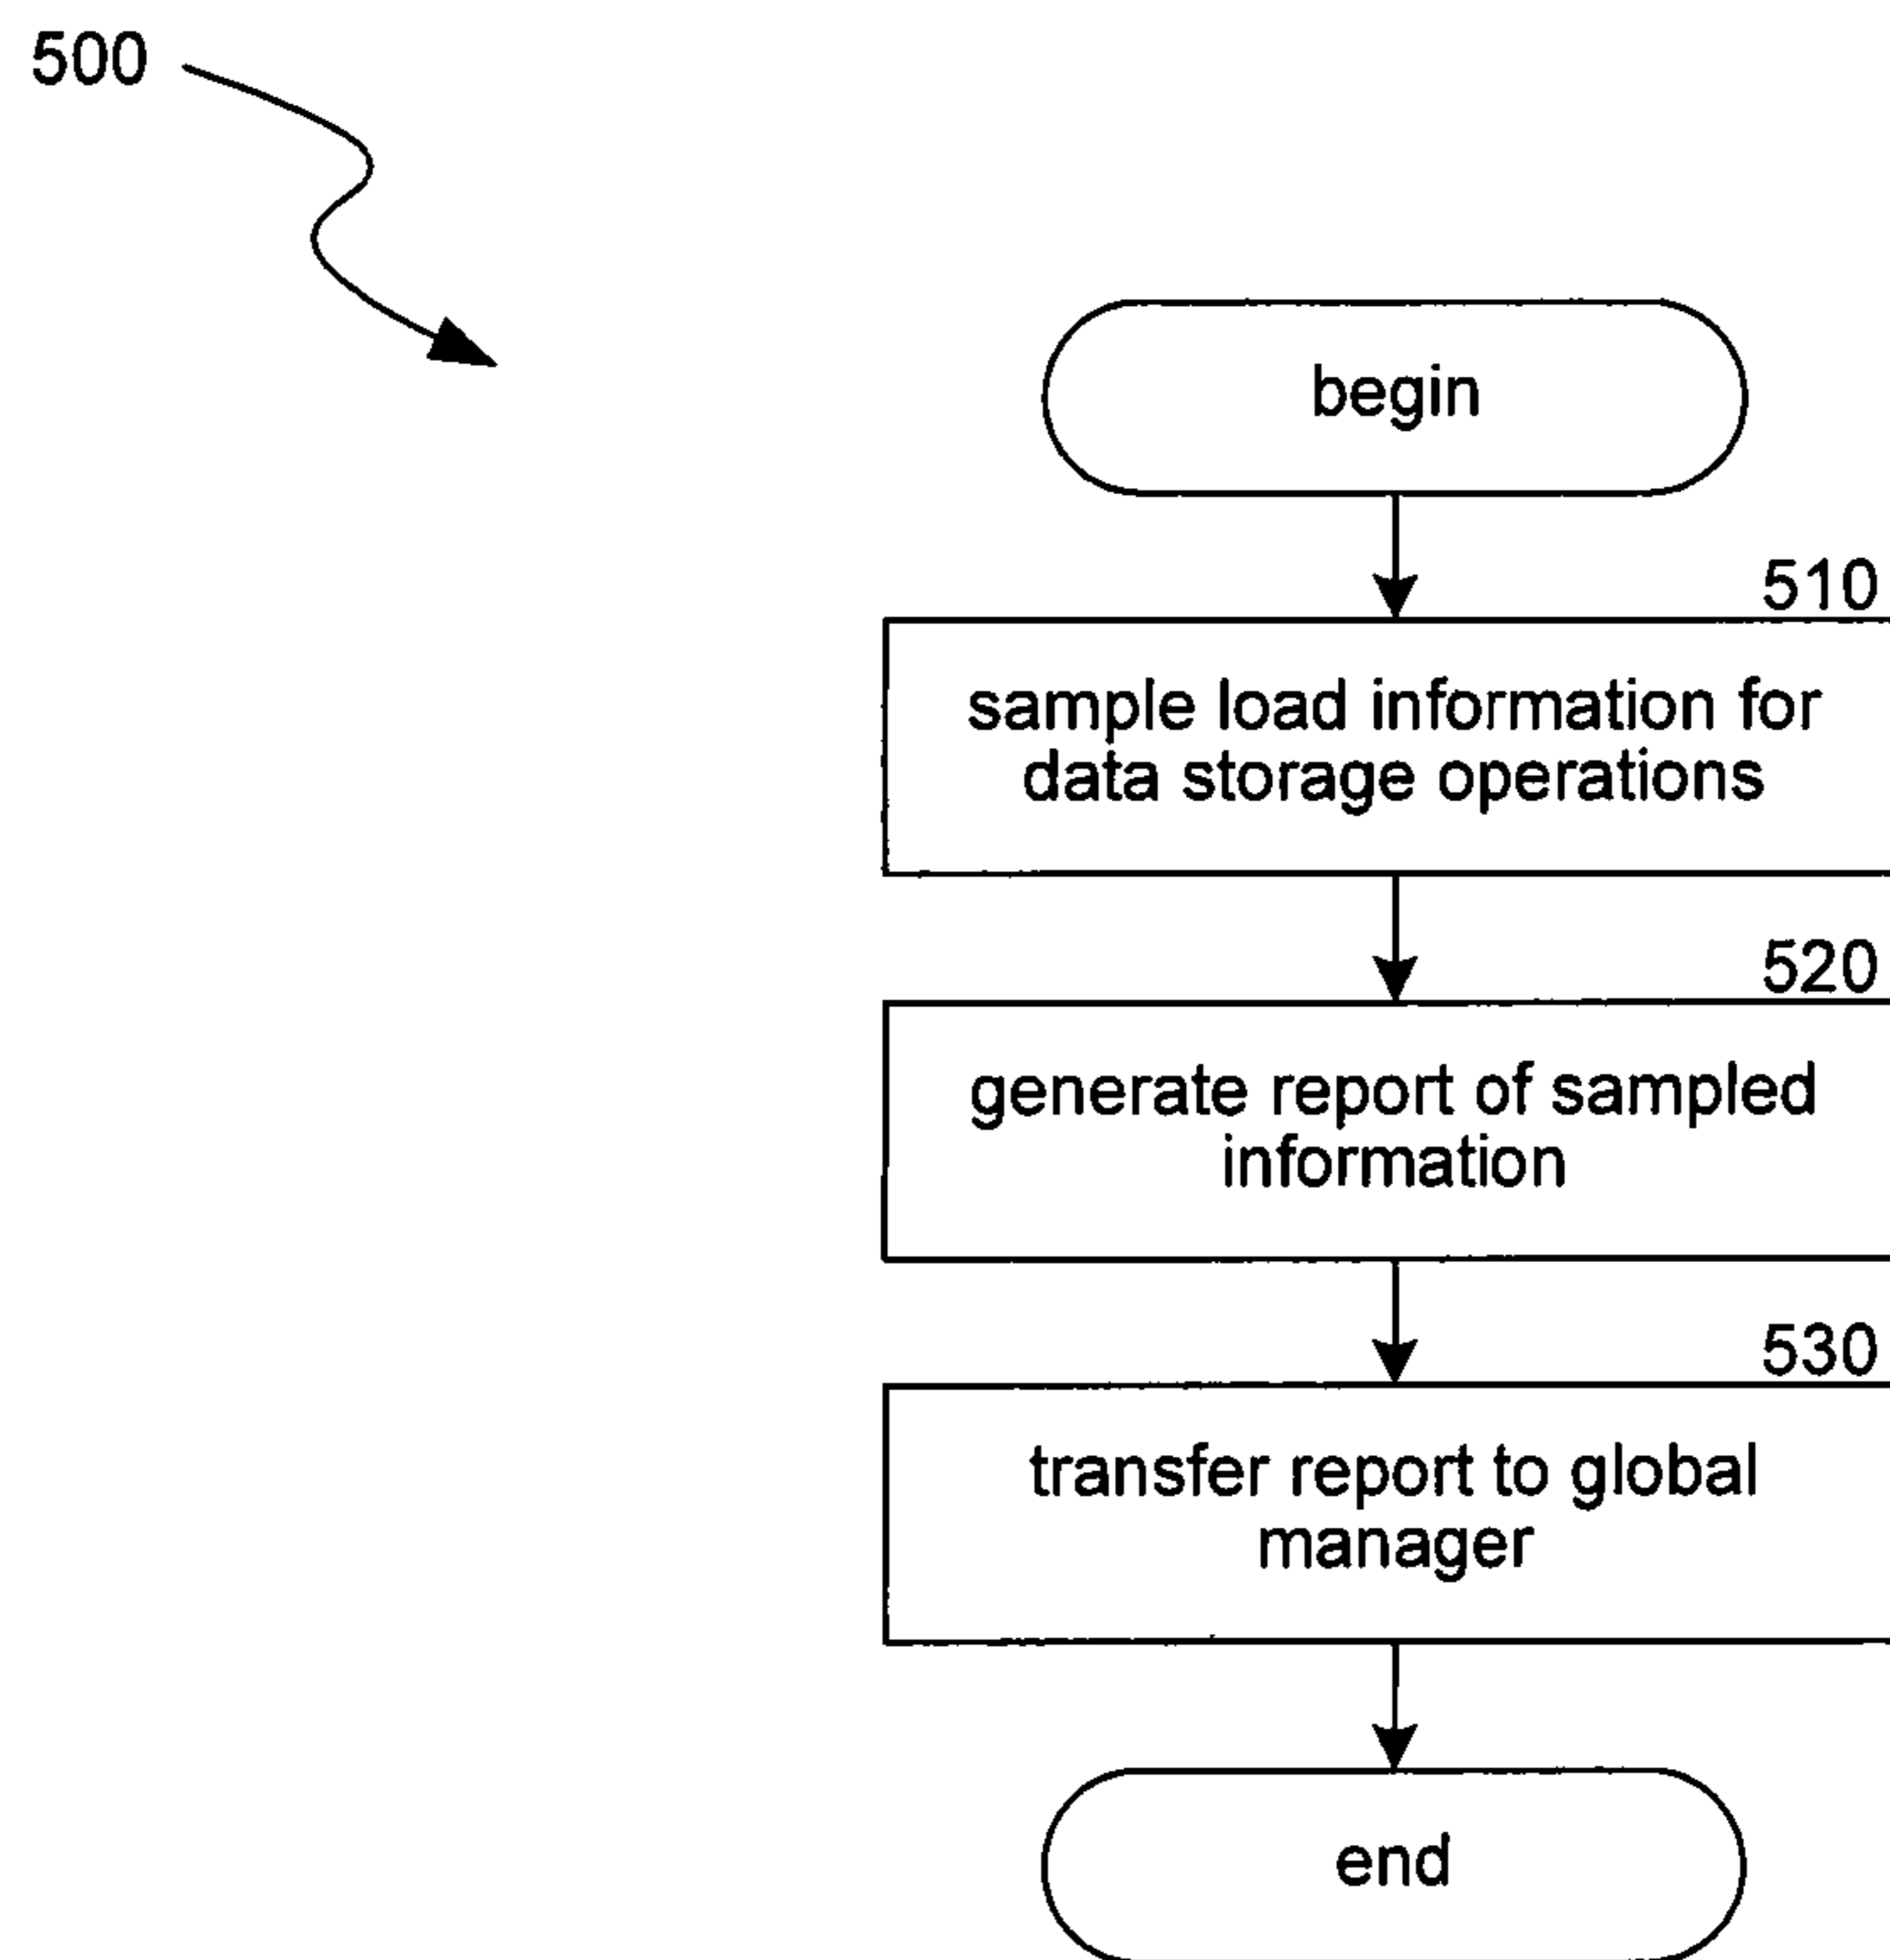 500
begin
510
sample load information for
data storage operations
520
generate report of sampled
information
530
transfer report to global
manager
end